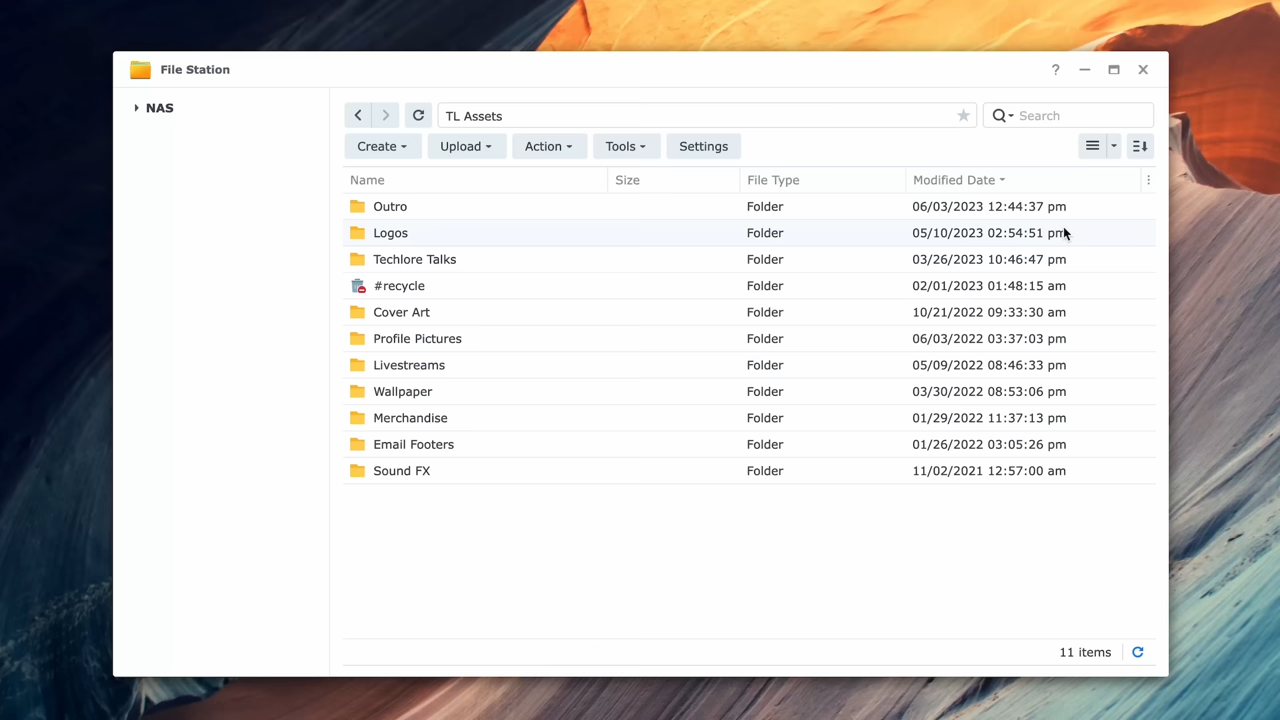 File Station
?
NAS
TL Assets
Search
Create Upload Action Tools Settings
Name Size File Type Modified Date
Outro Folder 06/03/2023 12:44:37 pm
Logos Folder 05/10/2023 02:54:51 pm
Techlore Talks Folder 03/26/2023 10:46:47 pm
#recycle Folder 02/01/2023 01:48:15 am
Cover Art Folder 10/21/2022 09:33:30 am
Profile Pictures Folder 06/03/2022 03:37:03 pm
Livestreams Folder 05/09/2022 08:46:33 pm
Wallpaper Folder 03/30/2022 08:53:06 pm
Merchandise Folder 01/29/2022 11:37:13 pm
Email Footers Folder 01/26/2022 03:05:26 pm
Sound FX Folder 11/02/2021 12:57:00 am
11 items